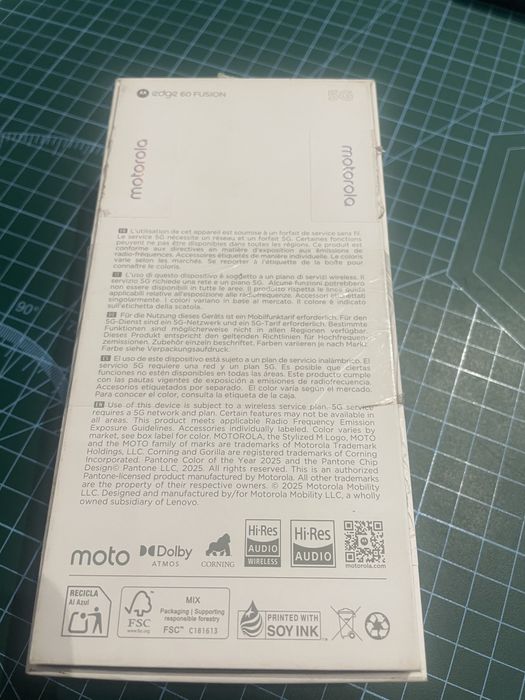 edge 60 FUSION
5G
motorola
motorola
FR L'utilisation de cet appareil est soumise à un forfait de service sans fil.
Le service 5G nécessite un réseau et un forfait 5G. Certaines fonctions
peuvent ne pas être disponibles dans toutes les régions. Ce produit est
conforme aux directives en matière d'exposition aux émissions de
radio-fréquences. Accessoires étiquetés de manière individuelle. Le coloris
varie selon les marchés. Se reporter à l'étiquette de la boîte pour
connaître le coloris.
IT L'uso di questo dispositivo è soggetto a un piano di servizi wireless. Il
servizio 5G richiede una rete e un piano 5G. Alcune funzioni potrebbero
non essere disponibili in tutte le aree. Il prodotto rispetta le linee guida
applicabili relative all'esposizione alle radiofrequenze. Accessori etichettati
singolarmente. I colori variano in base al mercato. Il colore è indicato
sull'etichetta della scatola.
DE Für die Nutzung dieses Geräts ist ein Mobilfunktarif erforderlich. Für den
5G-Dienst sind ein 5G-Netzwerk und ein 5G-Tarif erforderlich. Bestimmte
Funktionen sind möglicherweise nicht in allen Regionen verfügbar.
Dieses Produkt entspricht den geltenden Richtlinien für Hochfrequen-
zemissionen. Zubehör einzeln beschriftet. Farben variieren je nach Markt.
Farbe siehe Verpackungsaufdruck.
ES El uso de este dispositivo está sujeto a un plan de servicio inalámbrico. El
servicio 5G requiere una red y un plan 5G. Es posible que ciertas
funciones no estén disponibles en todas las áreas. Este producto cumple
con las pautas vigentes de exposición a emisiones de radiofrecuencia.
Accesorios etiquetados por separado. El color varía según el mercado.
Para conocer el color, consulta la etiqueta de la caja.
EN Use of this device is subject to a wireless service plan. 5G service
requires a 5G network and plan. Certain features may not be available in
all areas. This product meets applicable Radio Frequency Emission
Exposure Guidelines. Accessories individually labeled. Color varies by
market, see box label for color. MOTOROLA, the Stylized M Logo, MOTO
and the MOTO family of marks are trademarks of Motorola Trademark
Holdings, LLC. Corning and Gorilla are registered trademarks of Corning
Incorporated. Pantone Color of the Year 2025 and the Pantone Chip
Design© Pantone LLC, 2025. All rights reserved. This is an authorized
Pantone-licensed product manufactured by Motorola. All other trademarks
are the property of their respective owners. © 2025 Motorola Mobility
LLC. Designed and manufactured by/for Motorola Mobility LLC, a wholly
owned subsidiary of Lenovo.
moto
Dolby
ATMOS
CORNING
Hi-Res
AUDIO
WIRELESS
Hi-Res
AUDIO
motorola.com
RECICLA
Al Azul
FSC
www.fsc.org
MIX
Packaging | Supporting
responsible forestry
FSC™ C181613
PRINTED WITH
SOY INK™
90°